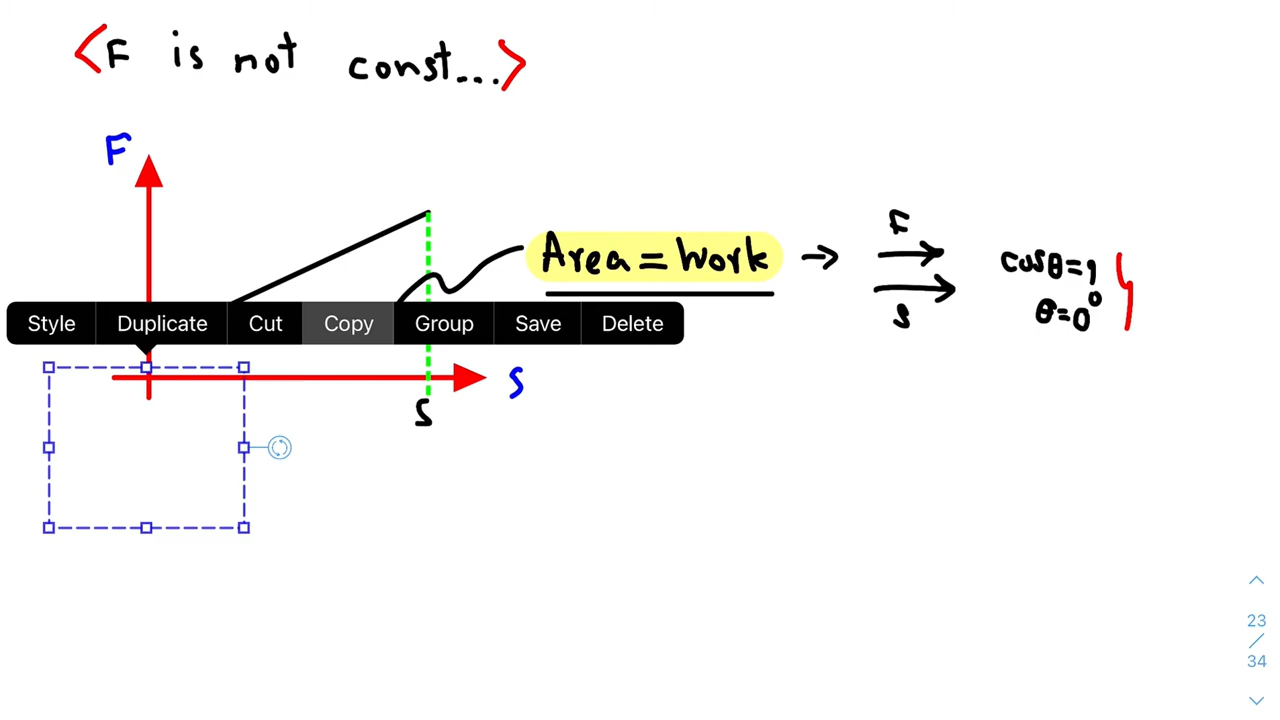 <F is not const...>
F
Area = Work → F
s
cosθ=1
θ=0°
Style Duplicate Cut Copy Group Save Delete
s
s
23
/
34